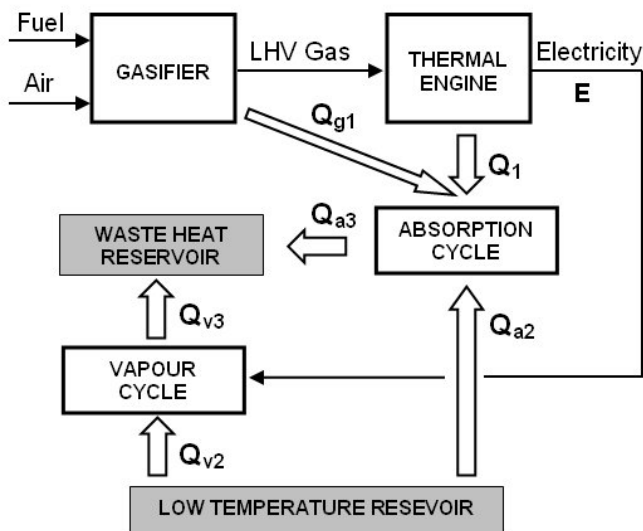 Fuel
Air
GASIFIER
LHV Gas
THERMAL
ENGINE
Electricity
E
Qg1
Q1
Qa3
WASTE HEAT
RESERVOIR
ABSORPTION
CYCLE
Qv3
Qa2
VAPOUR
CYCLE
Qv2
LOW TEMPERATURE RESEVOIR